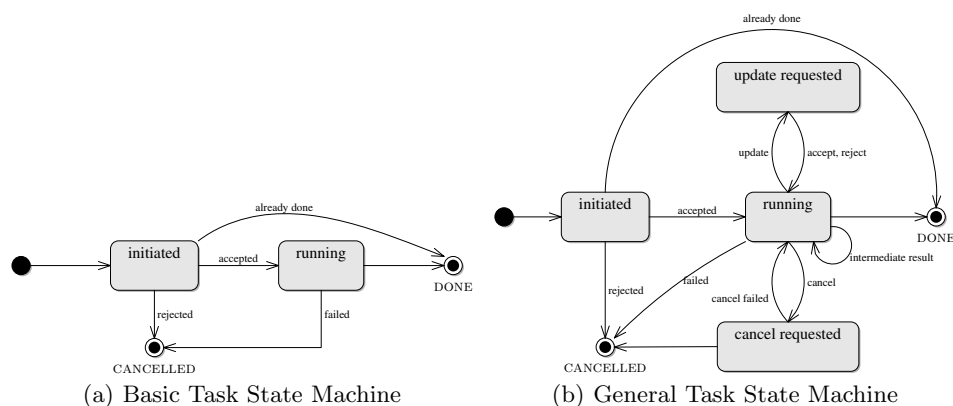 already done
initiated
accepted
running
DONE
rejected
failed
CANCELLED
(a) Basic Task State Machine
already done
update requested
update
accept, reject
initiated
accepted
running
DONE
intermediate result
failed
rejected
cancel failed
cancel
cancel requested
CANCELLED
(b) General Task State Machine